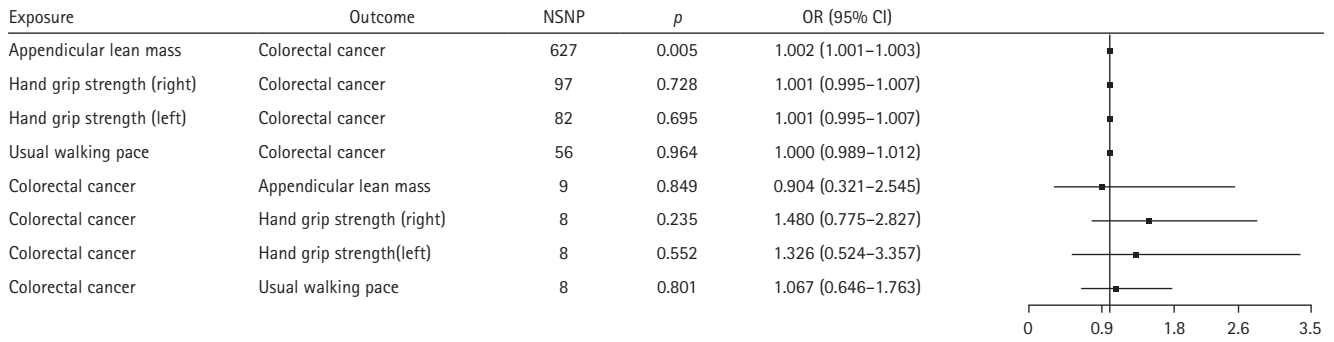 Exposure Outcome NSNP p OR (95% CI)
Appendicular lean mass Colorectal cancer 627 0.005 1.002 (1.001–1.003)
Hand grip strength (right) Colorectal cancer 97 0.728 1.001 (0.995–1.007)
Hand grip strength (left) Colorectal cancer 82 0.695 1.001 (0.995–1.007)
Usual walking pace Colorectal cancer 56 0.964 1.000 (0.989–1.012)
Colorectal cancer Appendicular lean mass 9 0.849 0.904 (0.321–2.545)
Colorectal cancer Hand grip strength (right) 8 0.235 1.480 (0.775–2.827)
Colorectal cancer Hand grip strength(left) 8 0.552 1.326 (0.524–3.357)
Colorectal cancer Usual walking pace 8 0.801 1.067 (0.646–1.763)
0 0.9 1.8 2.6 3.5